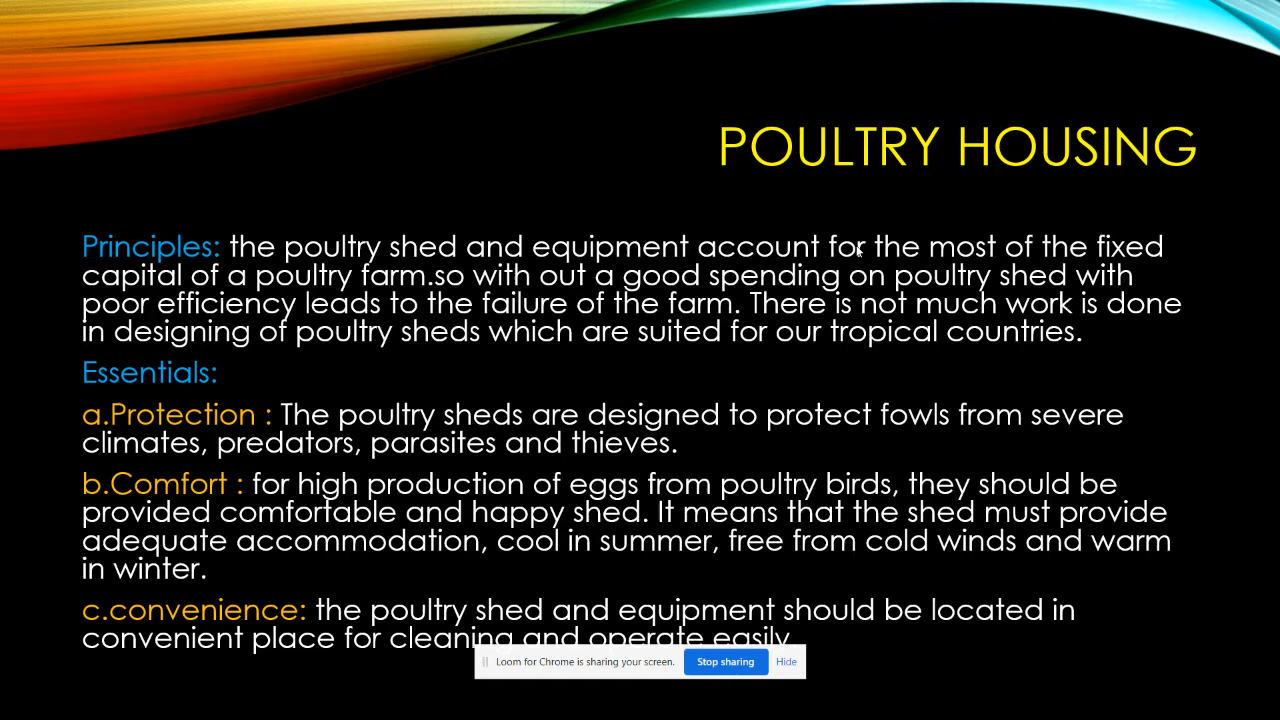 POULTRY HOUSING
Principles: the poultry shed and equipment account for the most of the fixed
capital of a poultry farm.so with out a good spending on poultry shed with
poor efficiency leads to the failure of the farm. There is not much work is done
in designing of poultry sheds which are suited for our tropical countries.
Essentials:
a.Protection : The poultry sheds are designed to protect fowls from severe
climates, predators, parasites and thieves.
b.Comfort : for high production of eggs from poultry birds, they should be
provided comfortable and happy shed. It means that the shed must provide
adequate accommodation, cool in summer, free from cold winds and warm
in winter.
c.convenience: the poultry shed and equipment should be located in
convenient place for cleaning and operate easily.
Loom for Chrome is sharing your screen. Stop sharing Hide